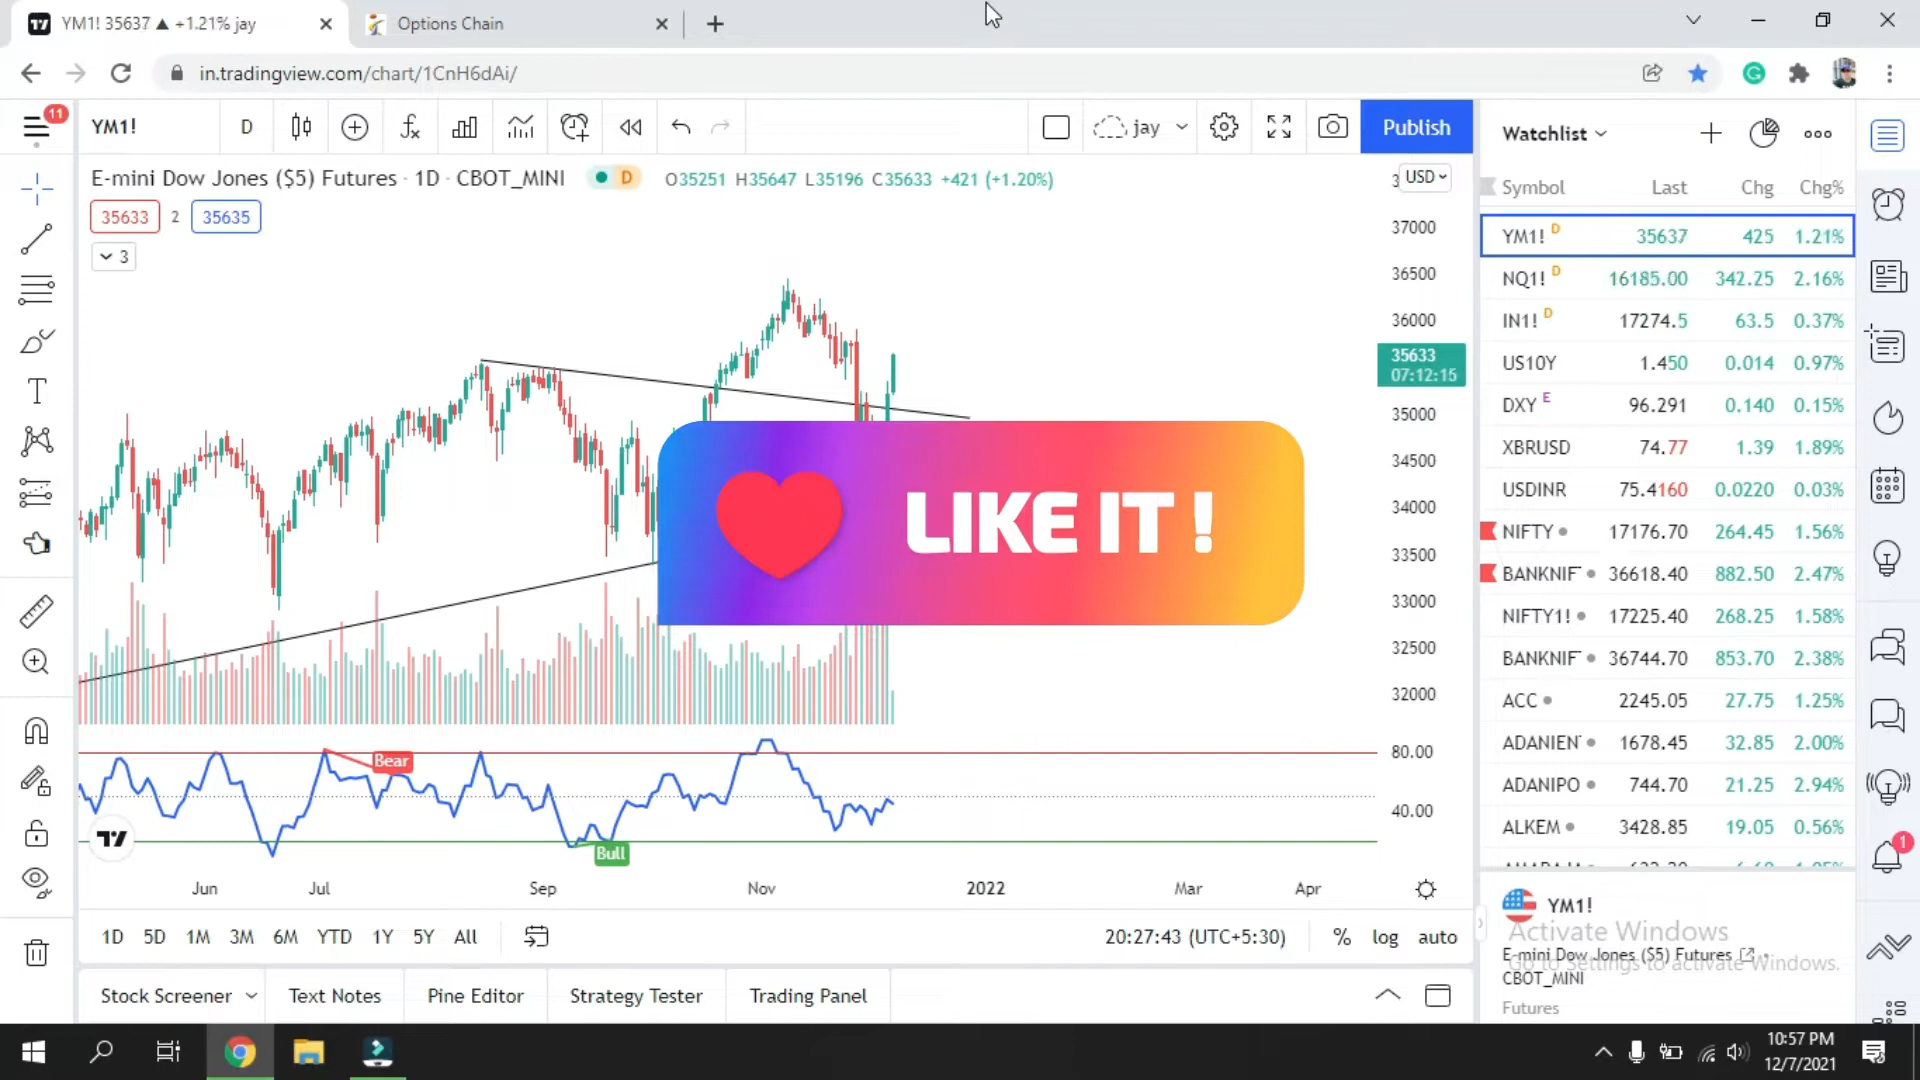 YM1! 35637 ▲ +1.21% jay
Options Chain
in.tradingview.com/chart/1CnH6dAi/
11
YM1!
D
jay
Publish
E-mini Dow Jones ($5) Futures · 1D · CBOT_MINI
D
O35251 H35647 L35196 C35633 +421 (+1.20%)
35633
2
35635
3
USD
37000
36500
36000
35633
07:12:15
35000
34500
34000
33500
33000
32500
32000
80.00
40.00
LIKE IT !
Bear
Bull
Jun
Jul
Sep
Nov
2022
Mar
Apr
1D 5D 1M 3M 6M YTD 1Y 5Y All
20:27:43 (UTC+5:30)
% log auto
Stock Screener
Text Notes
Pine Editor
Strategy Tester
Trading Panel
Watchlist
Symbol Last Chg Chg%
YM1! D 35637 425 1.21%
NQ1! D 16185.00 342.25 2.16%
IN1! D 17274.5 63.5 0.37%
US10Y 1.450 0.014 0.97%
DXY E 96.291 0.140 0.15%
XBRUSD 74.77 1.39 1.89%
USDINR 75.4160 0.0220 0.03%
NIFTY 17176.70 264.45 1.56%
BANKNIF 36618.40 882.50 2.47%
NIFTY1! 17225.40 268.25 1.58%
BANKNIF 36744.70 853.70 2.38%
ACC 2245.05 27.75 1.25%
ADANIEN 1678.45 32.85 2.00%
ADANIPO 744.70 21.25 2.94%
ALKEM 3428.85 19.05 0.56%
1
YM1!
Activate Windows
E-mini Dow Jones ($5) Futures
Go to Settings to activate Windows.
CBOT_MINI
Futures
10:57 PM
12/7/2021